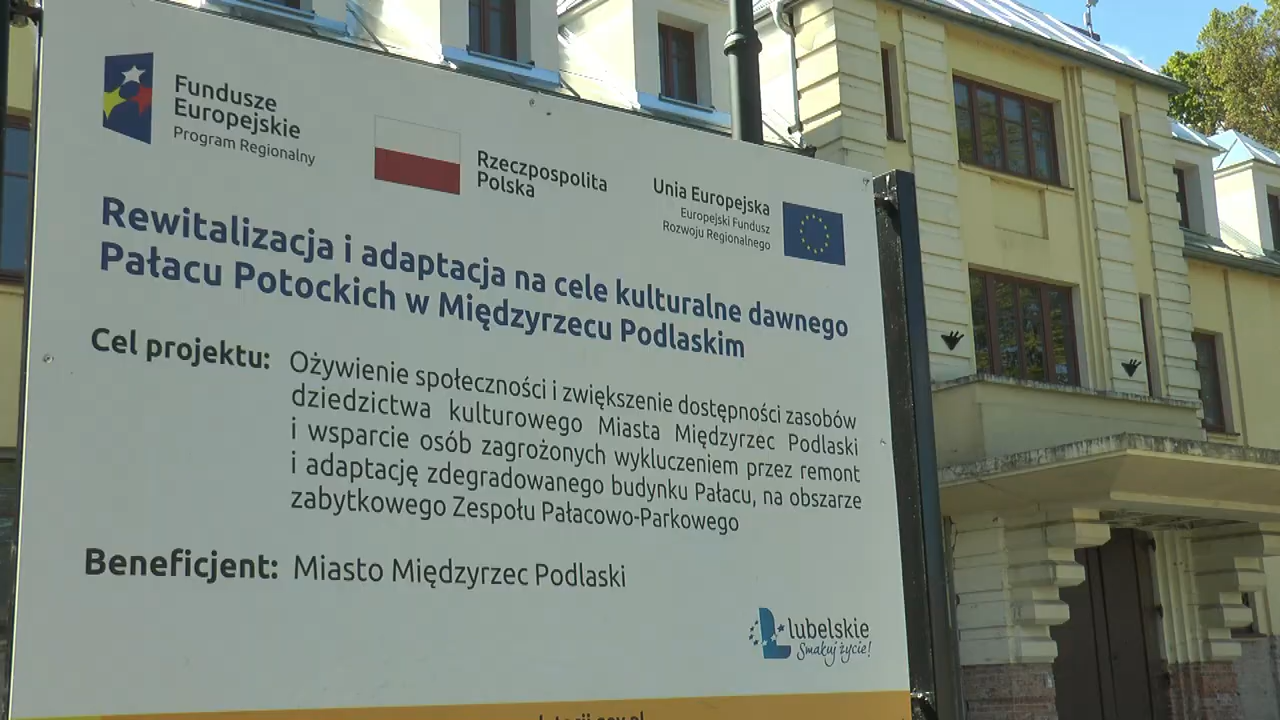 Fundusze
Europejskie
Program Regionalny
Rzeczpospolita
Polska
Unia Europejska
Europejski Fundusz
Rozwoju Regionalnego
Rewitalizacja i adaptacja na cele kulturalne dawnego
Pałacu Potockich w Międzyrzecu Podlaskim
Cel projektu: Ożywienie społeczności i zwiększenie dostępności zasobów
dziedzictwa kulturowego Miasta Międzyrzec Podlaski
i wsparcie osób zagrożonych wykluczeniem przez remont
i adaptację zdegradowanego budynku Pałacu, na obszarze
zabytkowego Zespołu Pałacowo-Parkowego
Beneficjent: Miasto Międzyrzec Podlaski
lubelskie
Smakuj życie!